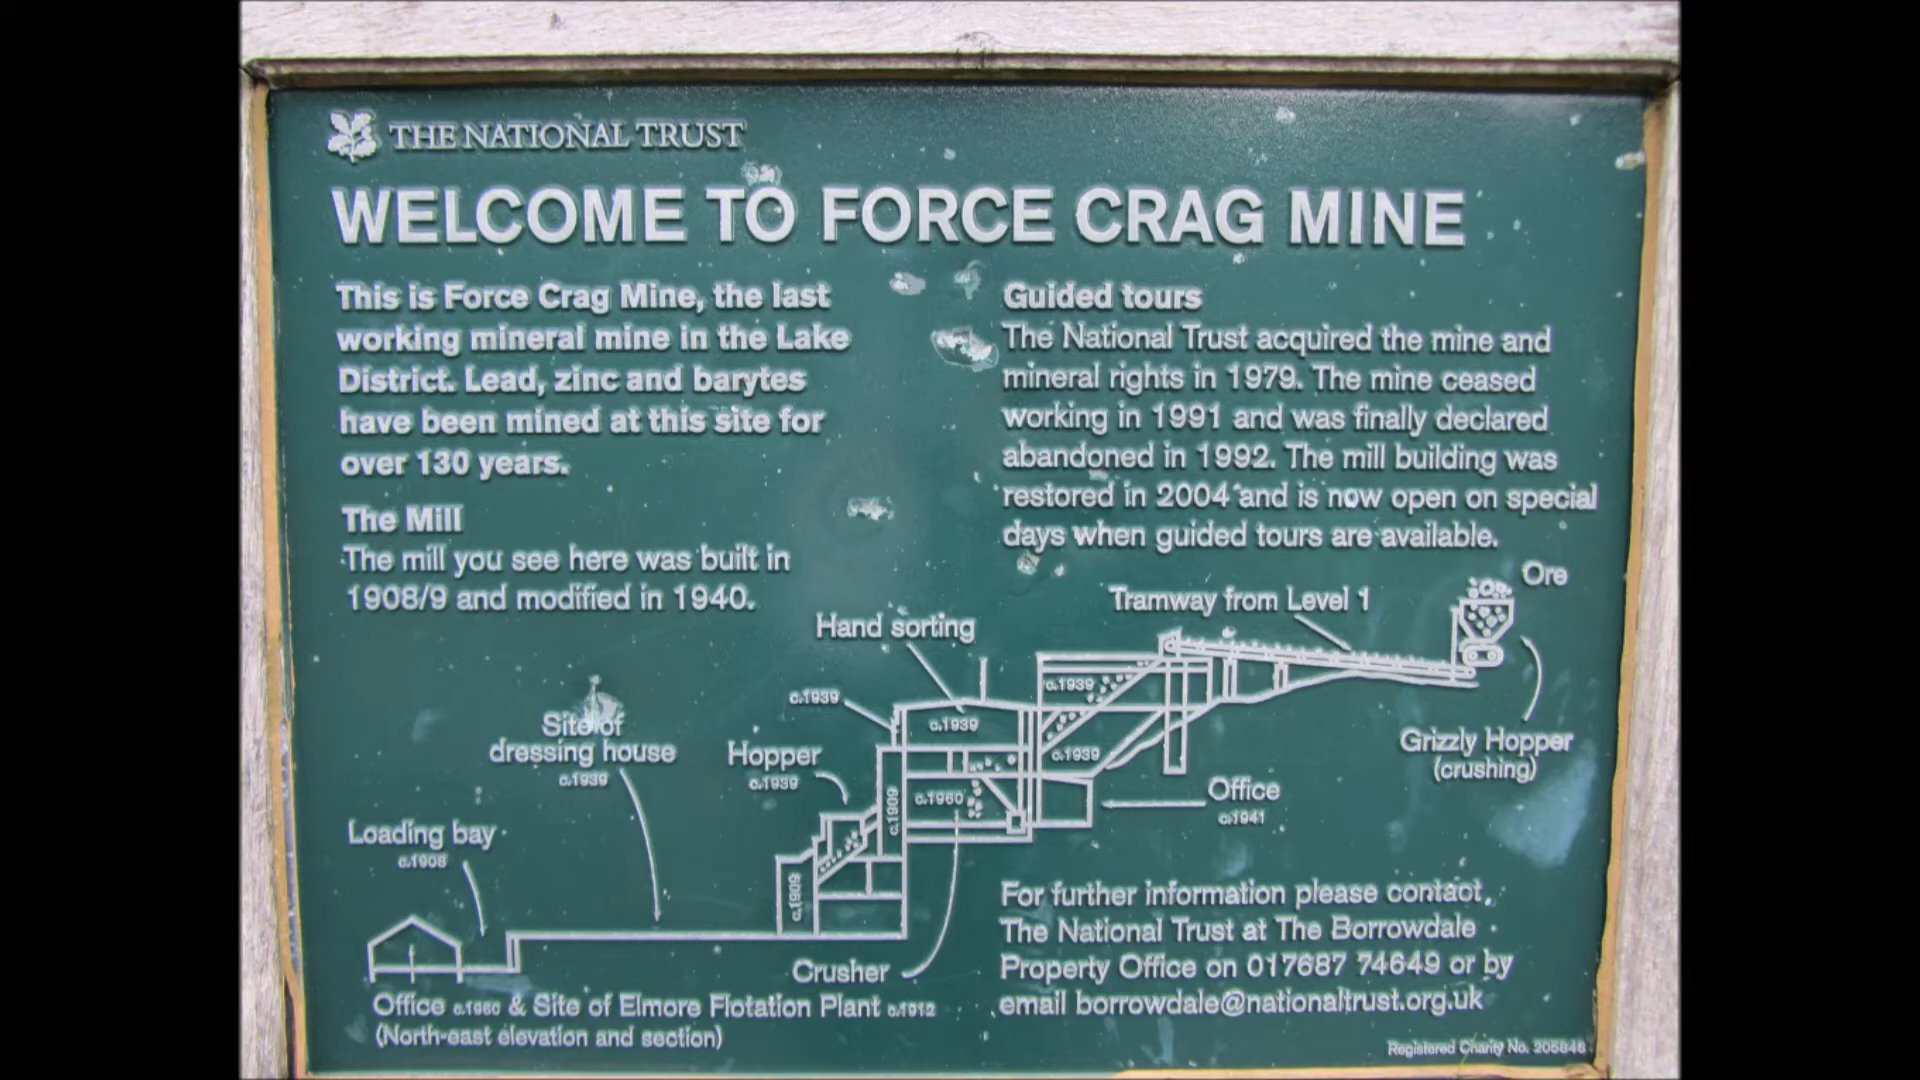 THE NATIONAL TRUST
WELCOME TO FORCE CRAG MINE
This is Force Crag Mine, the last
working mineral mine in the Lake
District. Lead, zinc and barytes
have been mined at this site for
over 130 years.
The Mill
The mill you see here was built in
1908/9 and modified in 1940.
Guided tours
The National Trust acquired the mine and
mineral rights in 1979. The mine ceased
working in 1991 and was finally declared
abandoned in 1992. The mill building was
restored in 2004 and is now open on special
days when guided tours are available.
Ore
Tramway from Level 1
Hand sorting
c.1939
c.1939
c.1939
c.1939
Site of
dressing house
c.1939
Hopper
c.1939
Grizzly Hopper
(crushing)
c.1909
c.1960
Office
c.1941
Loading bay
c.1908
c.1909
Crusher
Office c.1960 & Site of Elmore Flotation Plant c.1912
(North-east elevation and section)
For further information please contact,
The National Trust at The Borrowdale
Property Office on 017687 74649 or by
email borrowdale@nationaltrust.org.uk
Registered Charity No. 205846